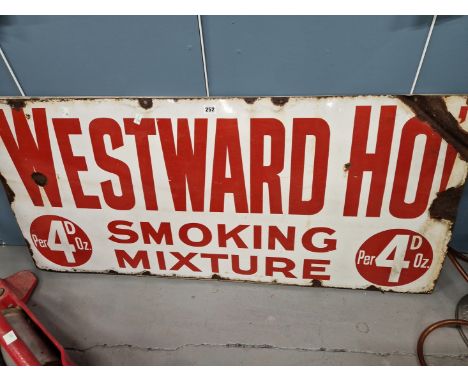 252
WESTWARD HO!
SMOKING
MIXTURE
Per 4D Oz.
Per 4D Oz.